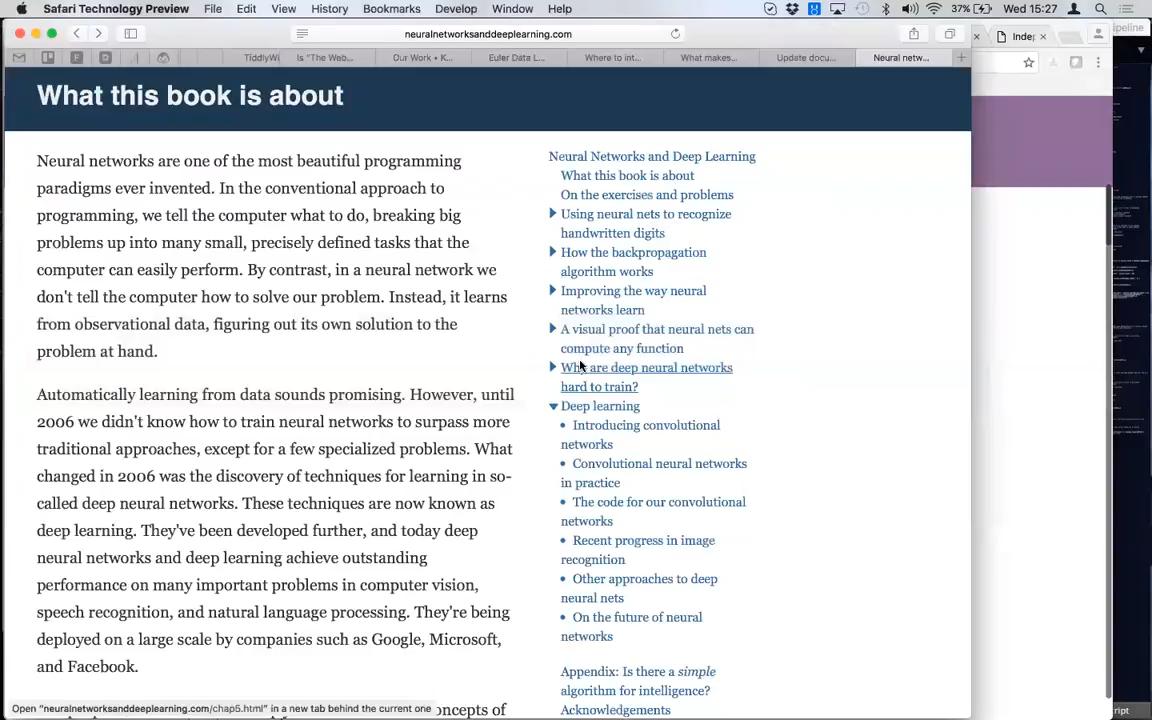 Safari Technology Preview File Edit View History Bookmarks Develop Window Help 37% Wed 15:27
neuralnetworksanddeeplearning.com
Inde
ipeline
TiddlyWi Is "The Web... Our Work • K... Euler Data L... Where to int... What makes... Update docu... Neural netw...
What this book is about
Neural networks are one of the most beautiful programming
paradigms ever invented. In the conventional approach to
programming, we tell the computer what to do, breaking big
problems up into many small, precisely defined tasks that the
computer can easily perform. By contrast, in a neural network we
don't tell the computer how to solve our problem. Instead, it learns
from observational data, figuring out its own solution to the
problem at hand.
Automatically learning from data sounds promising. However, until
2006 we didn't know how to train neural networks to surpass more
traditional approaches, except for a few specialized problems. What
changed in 2006 was the discovery of techniques for learning in so-
called deep neural networks. These techniques are now known as
deep learning. They've been developed further, and today deep
neural networks and deep learning achieve outstanding
performance on many important problems in computer vision,
speech recognition, and natural language processing. They're being
deployed on a large scale by companies such as Google, Microsoft,
and Facebook.
oncepts of
Neural Networks and Deep Learning
What this book is about
On the exercises and problems
Using neural nets to recognize
handwritten digits
How the backpropagation
algorithm works
Improving the way neural
networks learn
A visual proof that neural nets can
compute any function
Why are deep neural networks
hard to train?
Deep learning
• Introducing convolutional
networks
• Convolutional neural networks
in practice
• The code for our convolutional
networks
• Recent progress in image
recognition
• Other approaches to deep
neural nets
• On the future of neural
networks
Appendix: Is there a simple
algorithm for intelligence?
Acknowledgements
Open "neuralnetworksanddeeplearning.com/chap5.html" in a new tab behind the current one
cript